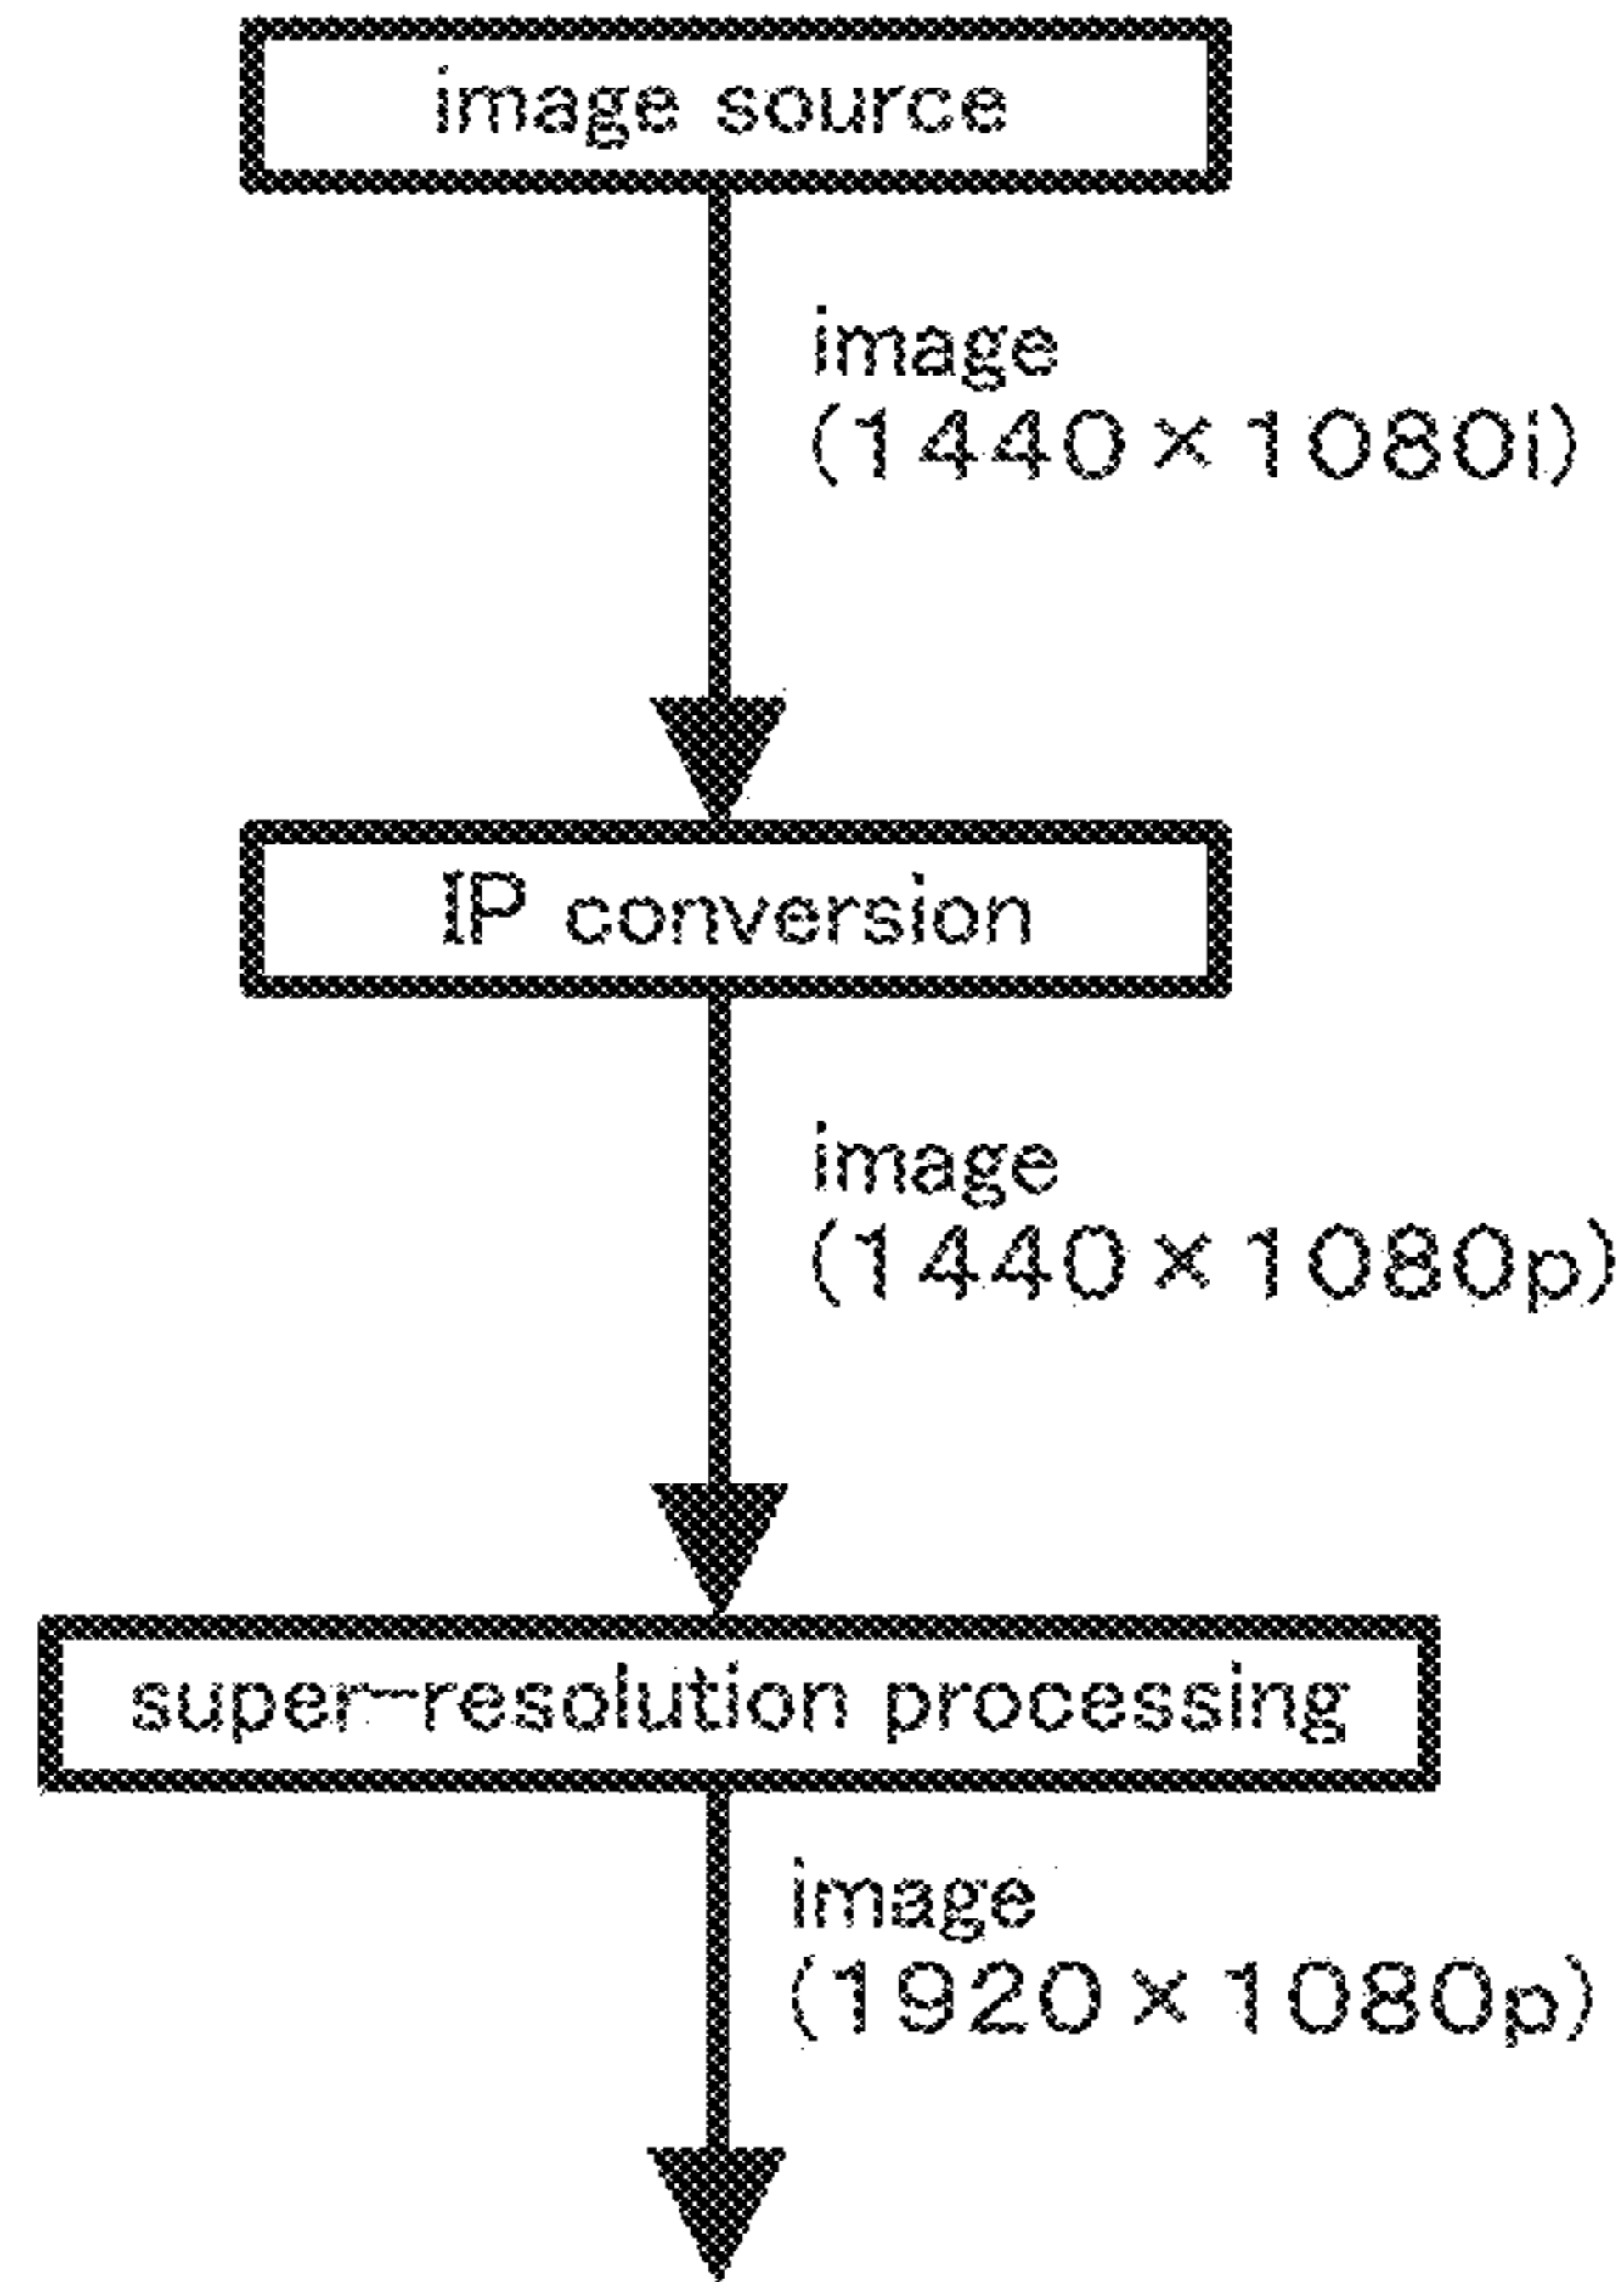 image source
image
(1440×1080i)
IP conversion
image
(1440×1080p)
super-resolution processing
image
(1920×1080p)